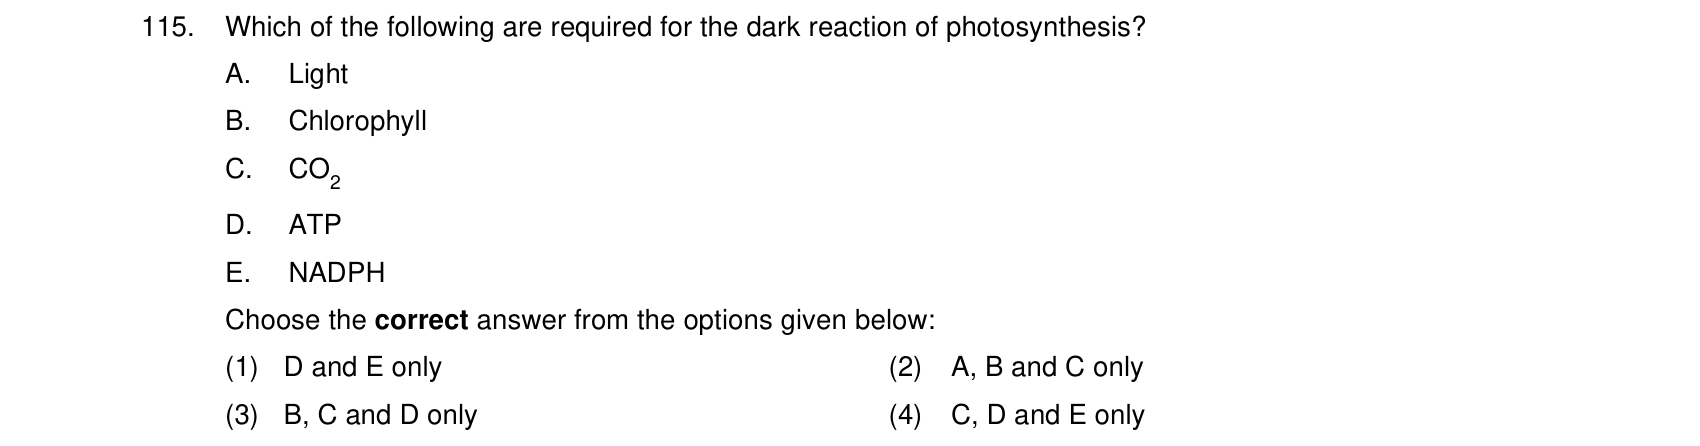 115. Which of the following are required for the dark reaction of photosynthesis?
A. Light
B. Chlorophyll
C. CO₂
D. ATP
E. NADPH
Choose the correct answer from the options given below:
(1) D and E only (2) A, B and C only
(3) B, C and D only (4) C, D and E only